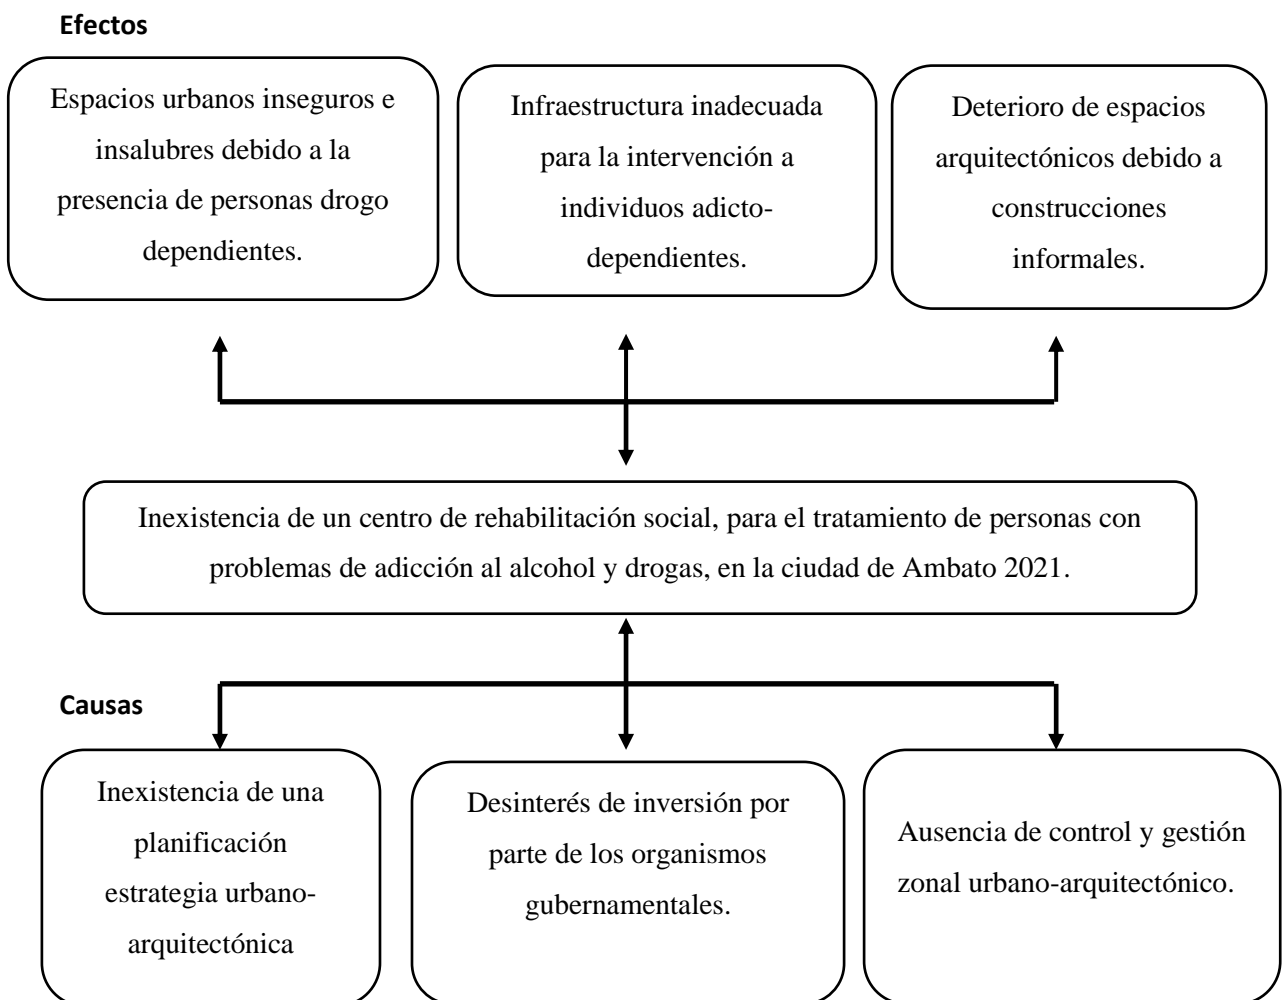 Efectos
Espacios urbanos inseguros e
insalubres debido a la
presencia de personas drogo
dependientes.
Infraestructura inadecuada
para la intervención a
individuos adicto-
dependientes.
Deterioro de espacios
arquitectónicos debido a
construcciones
informales.
Inexistencia de un centro de rehabilitación social, para el tratamiento de personas con
problemas de adicción al alcohol y drogas, en la ciudad de Ambato 2021.
Causas
Inexistencia de una
planificación
estrategia urbano-
arquitectónica
Desinterés de inversión por
parte de los organismos
gubernamentales.
Ausencia de control y gestión
zonal urbano-arquitectónico.